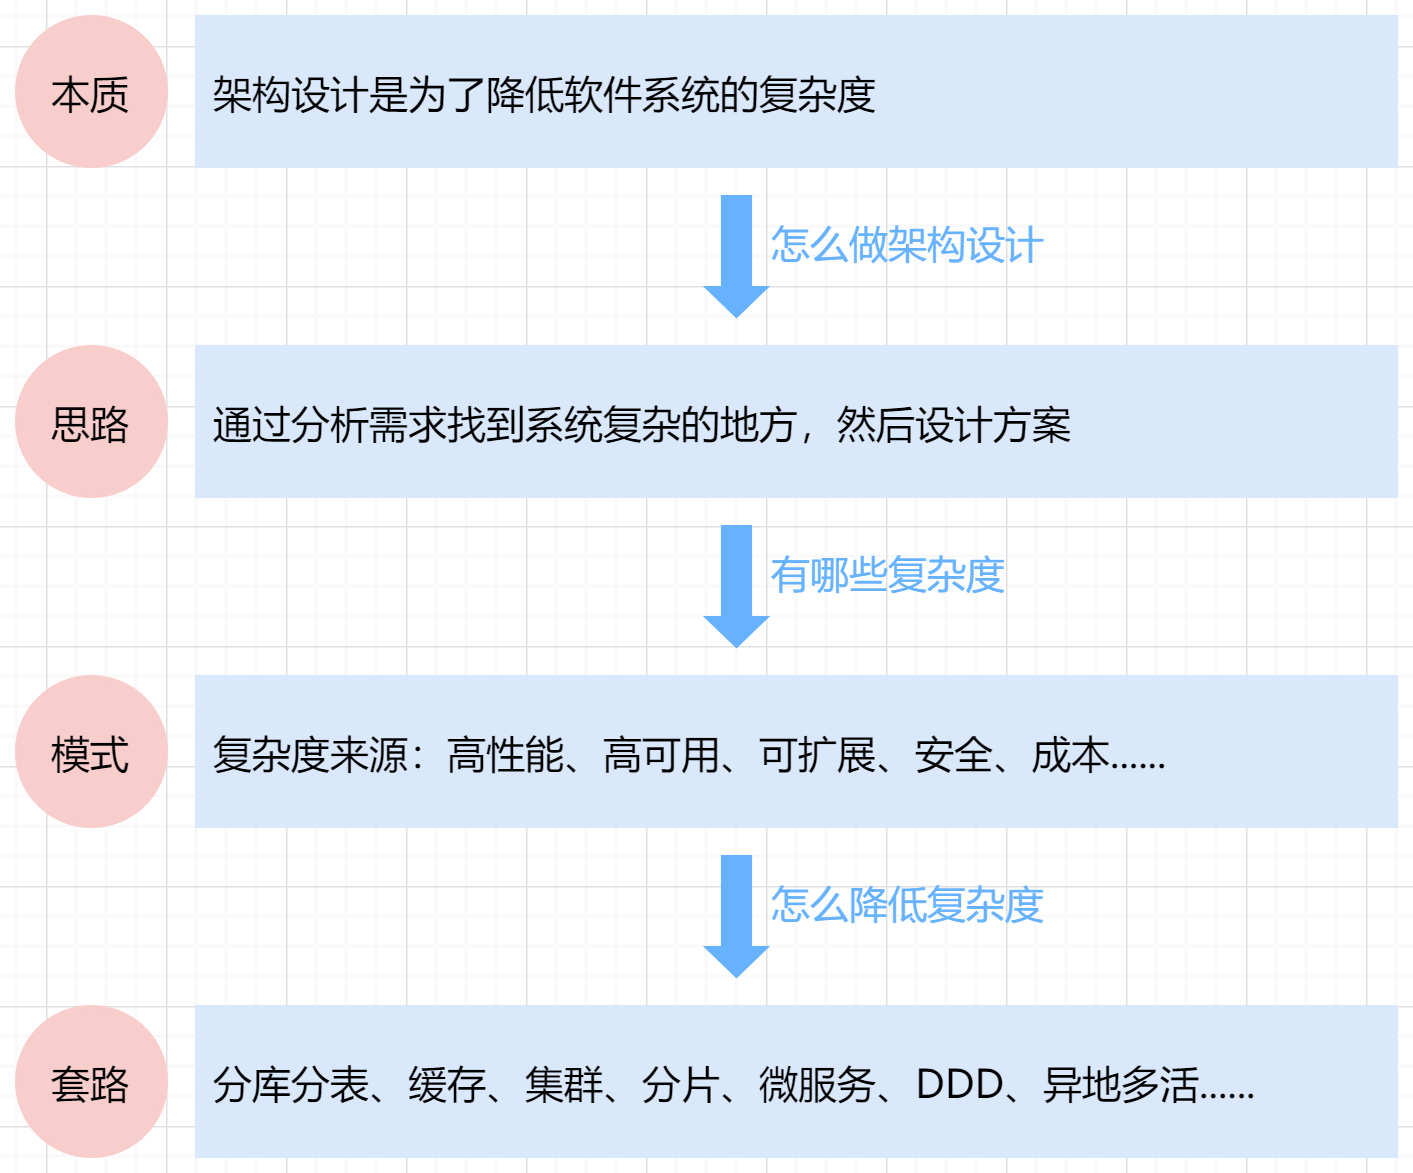 本质
架构设计是为了降低软件系统的复杂度
怎么做架构设计
思路
通过分析需求找到系统复杂的地方，然后设计方案
有哪些复杂度
模式
复杂度来源：高性能、高可用、可扩展、安全、成本......
怎么降低复杂度
套路
分库分表、缓存、集群、分片、微服务、DDD、异地多活......